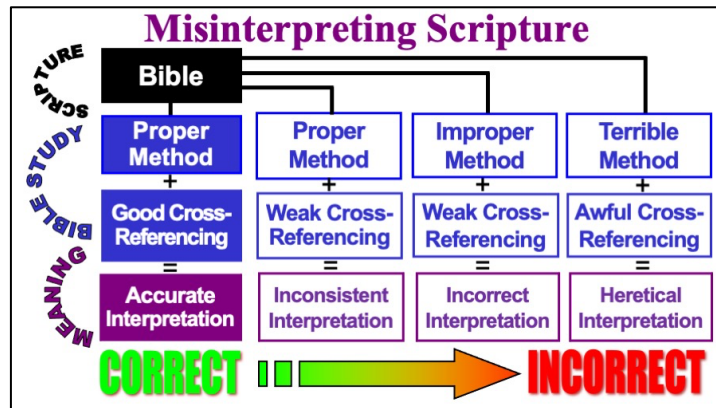 Misinterpreting Scripture
SCRIPTURE
Bible
BIBLE STUDY
Proper
Method
Proper
Method
Improper
Method
Terrible
Method
+
+
+
+
Good Cross-
Referencing
Weak Cross-
Referencing
Weak Cross-
Referencing
Awful Cross-
Referencing
MEANING
=
=
=
=
Accurate
Interpretation
Inconsistent
Interpretation
Incorrect
Interpretation
Heretical
Interpretation
CORRECT
INCORRECT